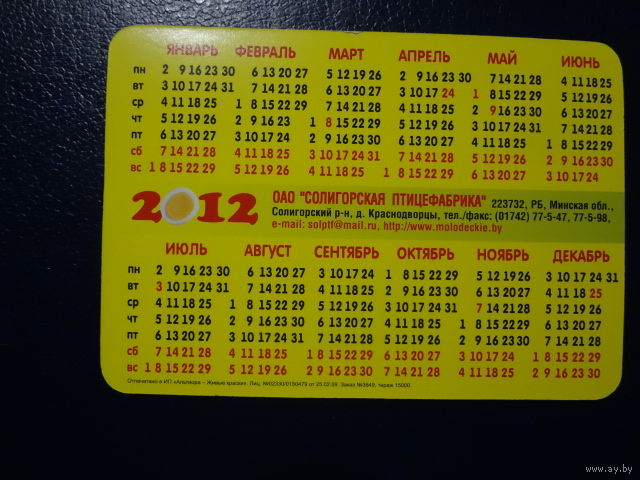 ЯНВАРЬ ФЕВРАЛЬ МАРТ АПРЕЛЬ МАЙ ИЮНЬ
пн 2 9 16 23 30 6 13 20 27 5 12 19 26 2 9 16 23 30 7 14 21 28 4 11 18 25
вт 3 10 17 24 31 7 14 21 28 6 13 20 27 3 10 17 24 1 8 15 22 29 5 12 19 26
ср 4 11 18 25 1 8 15 22 29 7 14 21 28 4 11 18 25 2 9 16 23 30 6 13 20 27
чт 5 12 19 26 2 9 16 23 1 8 15 22 29 5 12 19 26 3 10 17 24 31 7 14 21 28
пт 6 13 20 27 3 10 17 24 2 9 16 23 30 6 13 20 27 4 11 18 25 1 8 15 22 29
сб 7 14 21 28 4 11 18 25 3 10 17 24 31 7 14 21 28 5 12 19 26 2 9 16 23 30
вс 1 8 15 22 29 5 12 19 26 4 11 18 25 1 8 15 22 29 6 13 20 27 3 10 17 24
2012 ОАО "СОЛИГОРСКАЯ ПТИЦЕФАБРИКА" 223732, РБ, Минская обл.,
Солигорский р-н, д. Краснодворцы, тел./факс: (01742) 77-5-47, 77-5-98,
e-mail: solptf@mail.ru, http://www.molodeckie.by
ИЮЛЬ АВГУСТ СЕНТЯБРЬ ОКТЯБРЬ НОЯБРЬ ДЕКАБРЬ
пн 2 9 16 23 30 6 13 20 27 3 10 17 24 1 8 15 22 29 5 12 19 26 3 10 17 24 31
вт 3 10 17 24 31 7 14 21 28 4 11 18 25 2 9 16 23 30 6 13 20 27 4 11 18 25
ср 4 11 18 25 1 8 15 22 29 5 12 19 26 3 10 17 24 31 7 14 21 28 5 12 19 26
чт 5 12 19 26 2 9 16 23 30 6 13 20 27 4 11 18 25 1 8 15 22 29 6 13 20 27
пт 6 13 20 27 3 10 17 24 31 7 14 21 28 5 12 19 26 2 9 16 23 30 7 14 21 28
сб 7 14 21 28 4 11 18 25 1 8 15 22 29 6 13 20 27 3 10 17 24 1 8 15 22 29
вс 1 8 15 22 29 5 12 19 26 2 9 16 23 30 7 14 21 28 4 11 18 25 2 9 16 23 30
Отпечатано в ИП «Альтиора – Живые краски». Лиц. №02330/0150479 от 25.02.09. Заказ №3649, тираж 15000.
www.ay.by